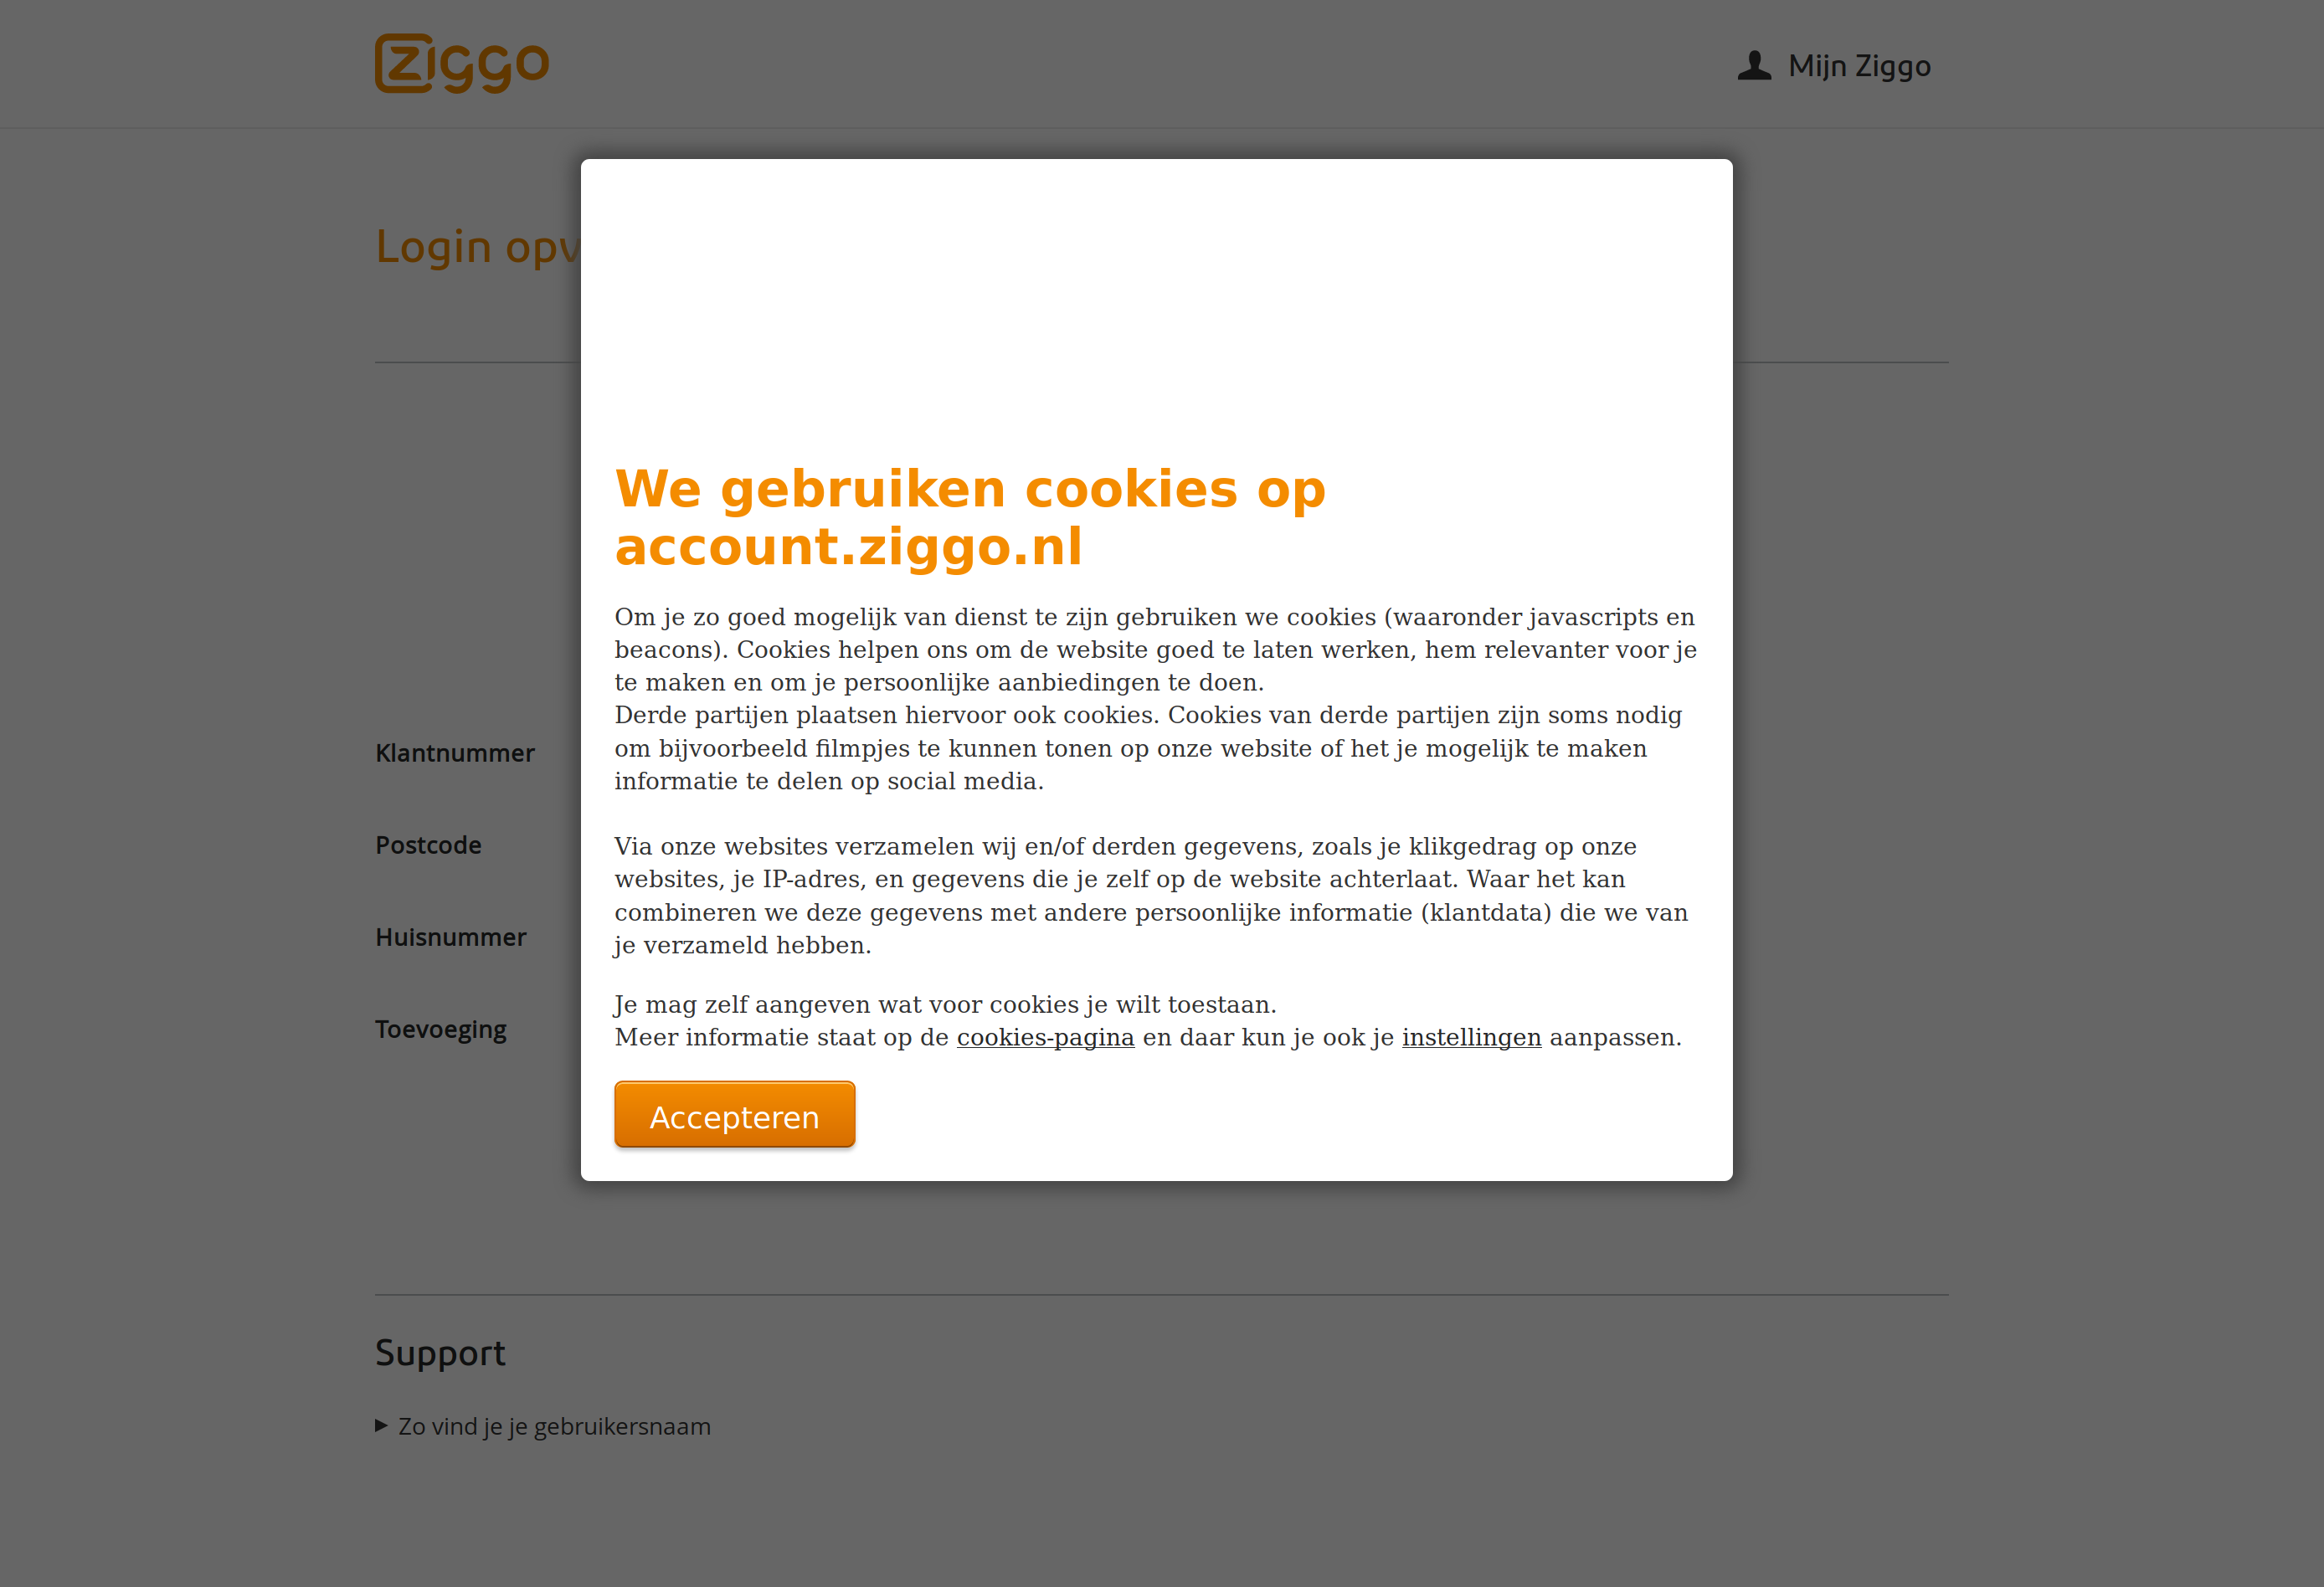 Ziggo
Mijn Ziggo
Login opv
We gebruiken cookies op
account.ziggo.nl
Om je zo goed mogelijk van dienst te zijn gebruiken we cookies (waaronder javascripts en
beacons). Cookies helpen ons om de website goed te laten werken, hem relevanter voor je
te maken en om je persoonlijke aanbiedingen te doen.
Derde partijen plaatsen hiervoor ook cookies. Cookies van derde partijen zijn soms nodig
om bijvoorbeeld filmpjes te kunnen tonen op onze website of het je mogelijk te maken
informatie te delen op social media.
Via onze websites verzamelen wij en/of derden gegevens, zoals je klikgedrag op onze
websites, je IP-adres, en gegevens die je zelf op de website achterlaat. Waar het kan
combineren we deze gegevens met andere persoonlijke informatie (klantdata) die we van
je verzameld hebben.
Je mag zelf aangeven wat voor cookies je wilt toestaan.
Meer informatie staat op de cookies-pagina en daar kun je ook je instellingen aanpassen.
Accepteren
Klantnummer
Postcode
Huisnummer
Toevoeging
Support
Zo vind je je gebruikersnaam